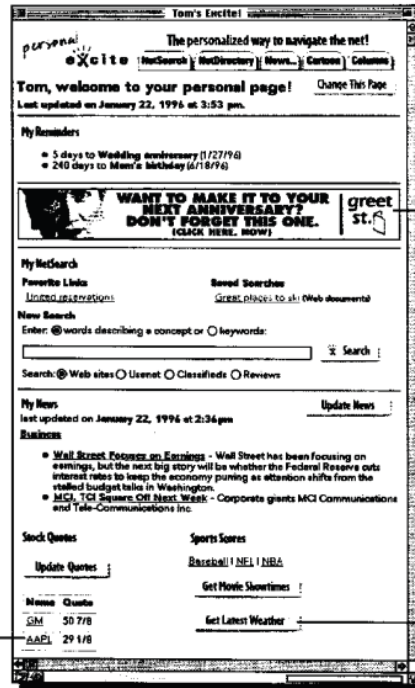 Tom's Excite!
personal excite
The personalized way to navigate the net!
NetSearch NetDirectory News... Cartoon Columns
Tom, welcome to your personal page!
Change This Page
Last updated on January 22, 1996 at 3:53 pm.
My Reminders
5 days to Wedding anniversary (1/27/96)
240 days to Mom's birthday (6/18/96)
WANT TO MAKE IT TO YOUR
NEXT ANNIVERSARY?
DON'T FORGET THIS ONE.
(CLICK HERE. NOW)
greet
st.
My NetSearch
Favorite Links
United reservations
Saved Searches
Great places to ski (Web documents)
New Search
Enter: words describing a concept or keywords:
Search
Search: Web sites Usenet Classifieds Reviews
My News
Update News
last updated on January 22, 1996 at 2:36pm
Business
Wall Street Focuses on Earnings - Wall Street has been focusing on
earnings, but the next big story will be whether the Federal Reserve cuts
interest rates to keep the economy purring as attention shifts from the
stalled budget talks in Washington.
MCI, TCI Square Off Next Week - Corporate giants MCI Communications
and Tele-Communications Inc.
Stock Quotes
Update Quotes
Name Quote
GM 50 7/8
AAPL 29 1/8
Sports Scores
Baseball | NFL | NBA
Get Movie Showtimes
Get Latest Weather